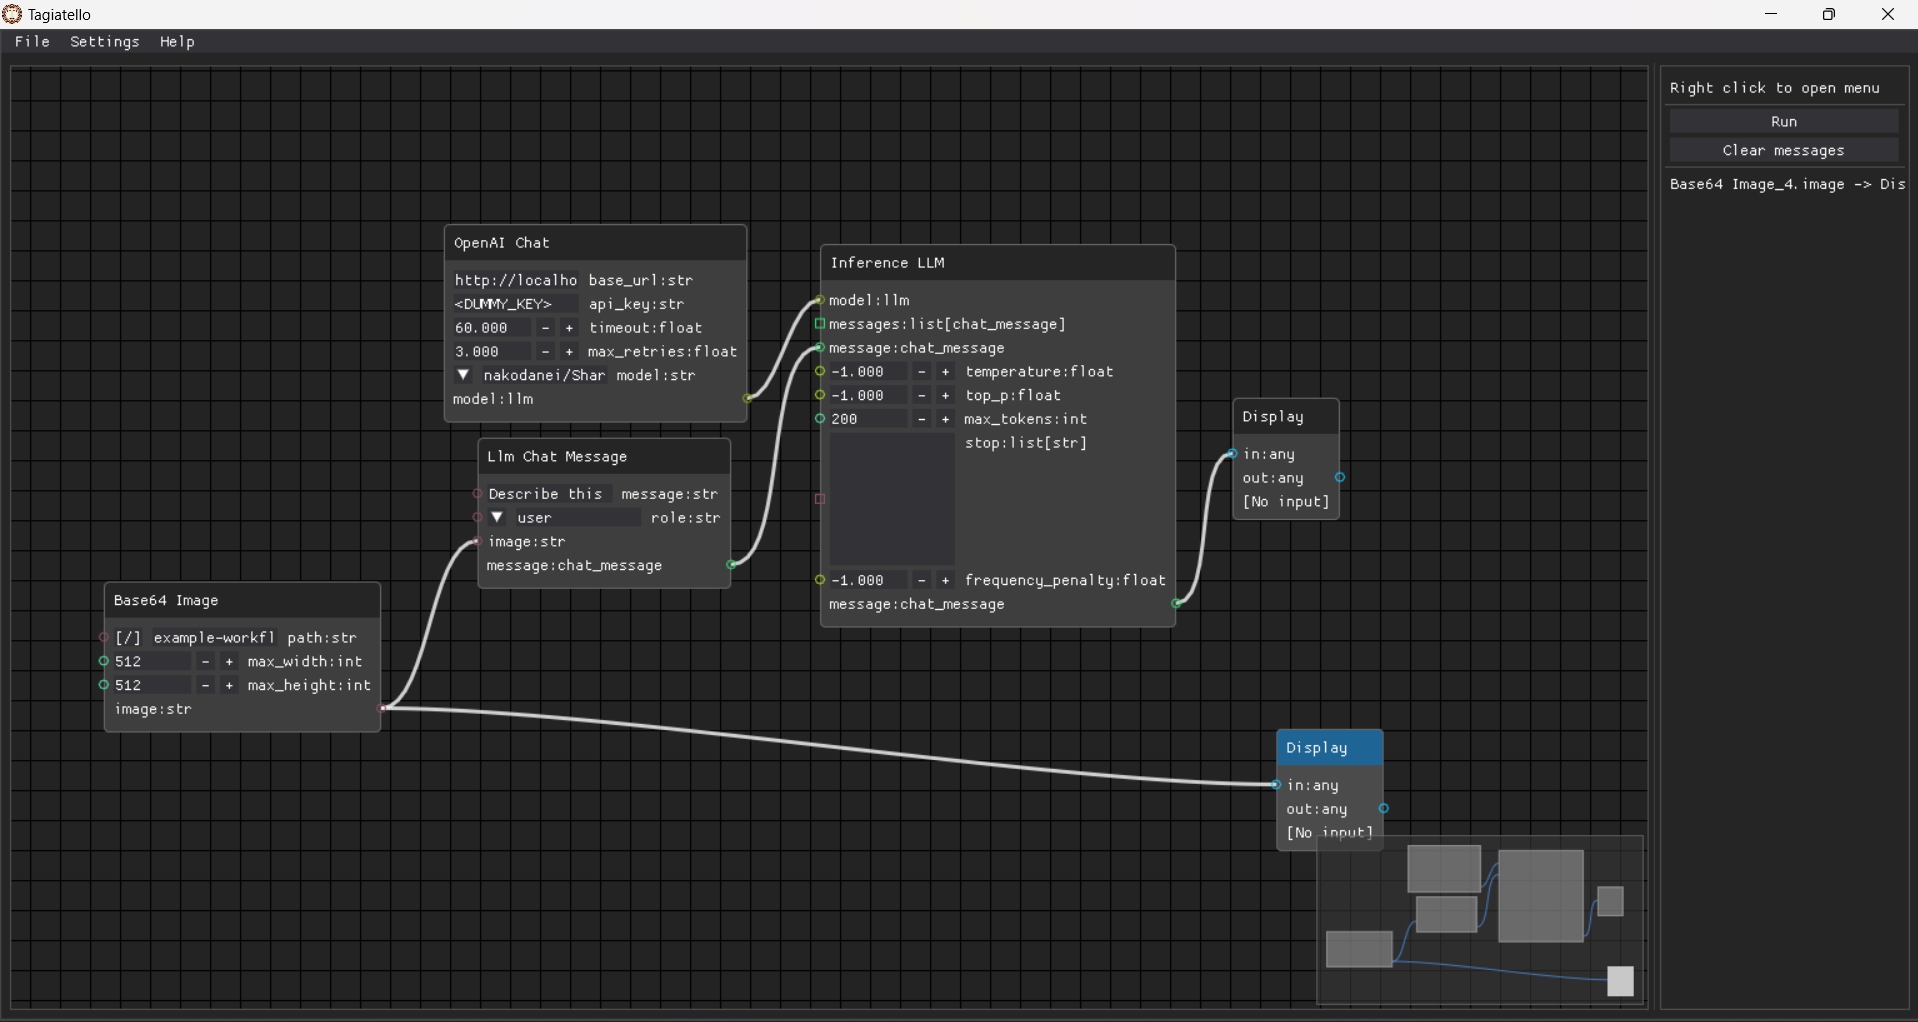 Tagiatello
File Settings Help
Right click to open menu
Run
Clear messages
Base64 Image_4.image -> Dis
OpenAI Chat
http://localho base_url:str
<DUMMY_KEY> api_key:str
60.000 - + timeout:float
3.000 - + max_retries:float
nakodanei/Shar model:str
model:llm
Llm Chat Message
Describe this message:str
user role:str
image:str
message:chat_message
Base64 Image
[/] example-workfl path:str
512 - + max_width:int
512 - + max_height:int
image:str
Inference LLM
model:llm
messages:list[chat_message]
message:chat_message
-1.000 - + temperature:float
-1.000 - + top_p:float
200 - + max_tokens:int
stop:list[str]
-1.000 - + frequency_penalty:float
message:chat_message
Display
in:any
out:any
[No input]
Display
in:any
out:any
[No input]